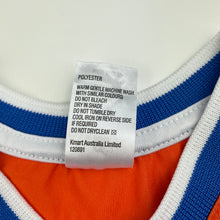 POLYESTER
WARM GENTLE MACHINE WASH
WITH SIMILAR COLOURS
DO NOT BLEACH
DRY IN SHADE
DO NOT TUMBLE DRY
COOL IRON ON REVERSE SIDE
IF REQUIRED
DO NOT DRYCLEAN
Kmart Australia Limited
120691